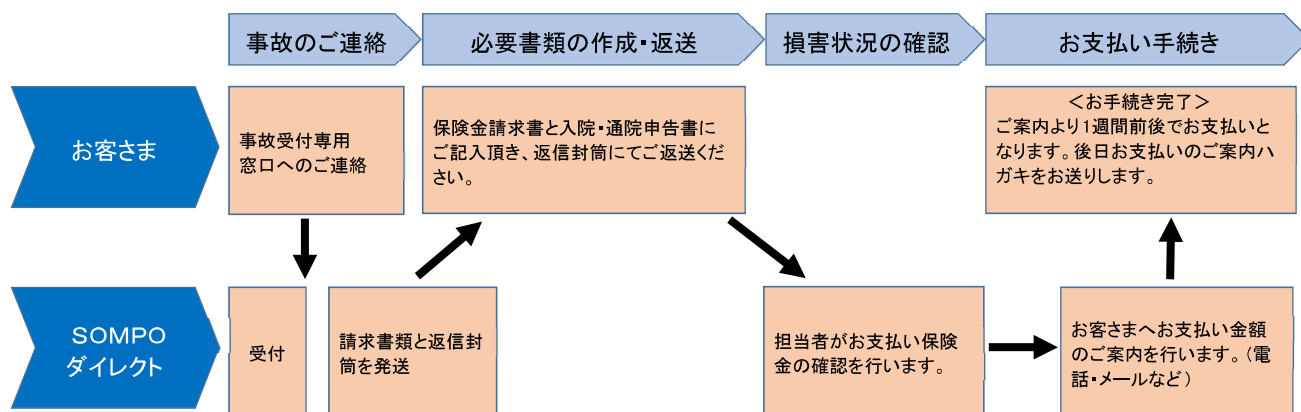 事故のご連絡
必要書類の作成・返送
損害状況の確認
お支払い手続き
お客さま
事故受付専用
窓口へのご連絡
保険金請求書と入院・通院申告書に
ご記入頂き、返信封筒にてご返送くだ
さい。
＜お手続き完了＞
ご案内より1週間前後でお支払いと
なります。後日お支払いのご案内ハ
ガキをお送りします。
SOMPO
ダイレクト
受付
請求書類と返信封
筒を発送
担当者がお支払い保険
金の確認を行います。
お客さまへお支払い金額
のご案内を行います。（電
話・メールなど）